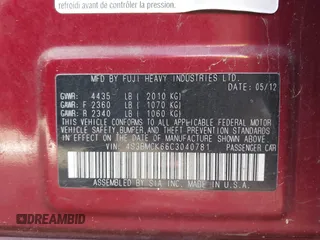 refroidi avant de contrôler la pression.
MFD BY FUJI HEAVY INDUSTRIES LTD.
DATE 05/12
GVWR: 4435 LB ( 2010 KG)
GAWR: F 2360 LB ( 1070 KG)
GAWR: R 2340 LB ( 1060 KG)
THIS VEHICLE CONFORMS TO ALL APPLICABLE FEDERAL MOTOR
VEHICLE SAFETY, BUMPER, AND THEFT PREVENTION STANDARDS
IN EFFECT ON THE DATE OF MANUFACTURE SHOWN ABOVE.
VIN: 4S3BMCK66C3040781 PASSENGER CAR
ASSEMBLED BY SIA INC. MADE IN U.S.A.
DREAMBID